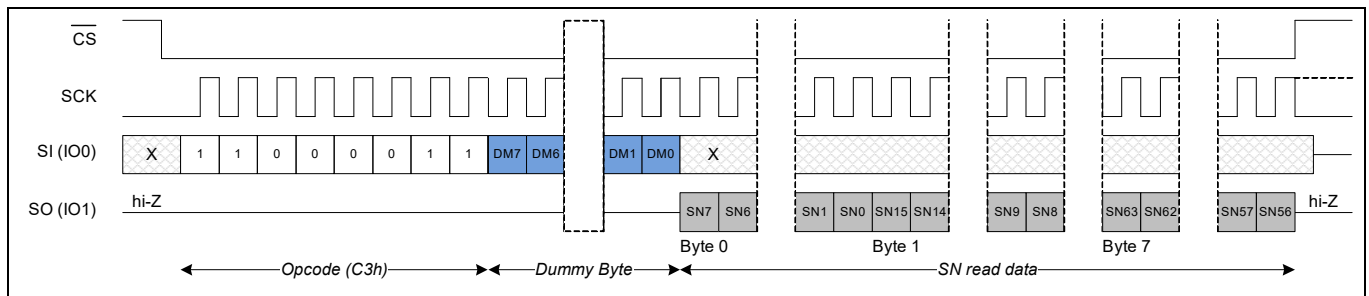 CS
SCK
SI (IO0) X 1 1 0 0 0 0 1 1 DM7 DM6 DM1 DM0 X
SO (IO1) hi-Z SN7 SN6 SN1 SN0 SN15 SN14 SN9 SN8 SN63 SN62 SN57 SN56 hi-Z
Byte 0 Byte 1 Byte 7
Opcode (C3h) Dummy Byte SN read data